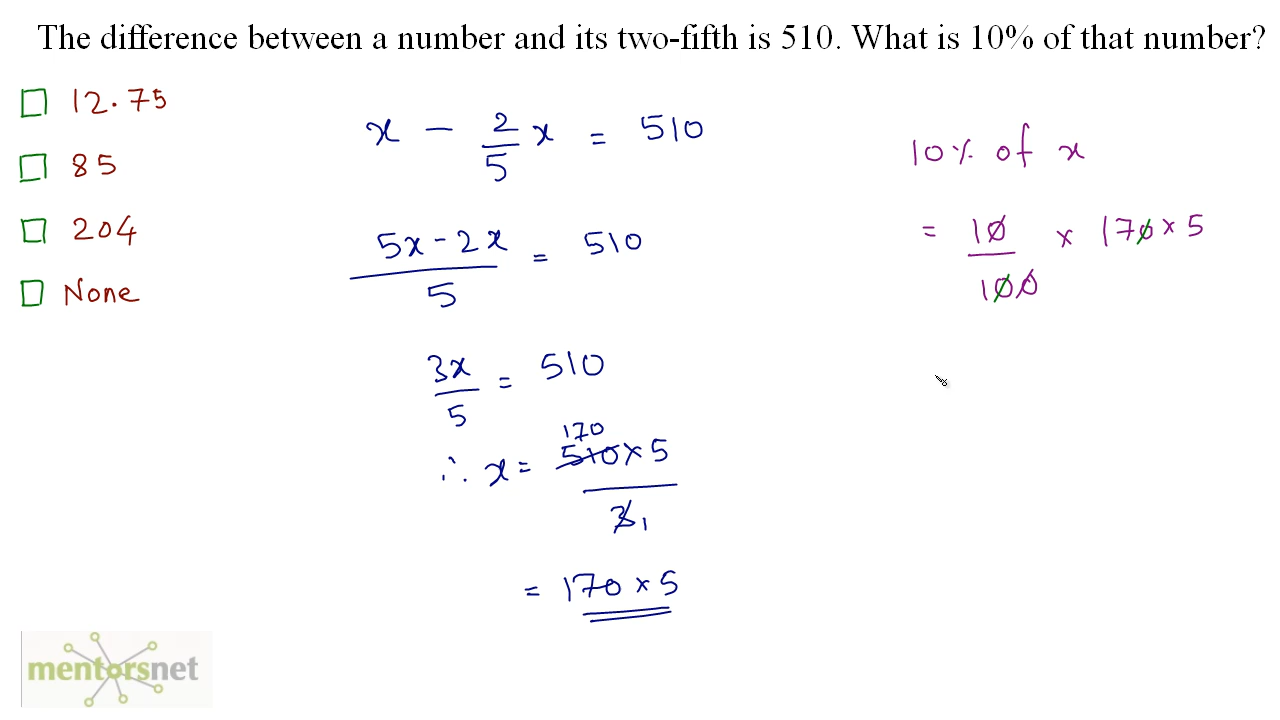 The difference between a number and its two-fifth is 510. What is 10% of that number?
12.75
85
204
None
x - 2/5 x = 510
5x - 2x / 5 = 510
3x / 5 = 510
170
∴ x = 510 × 5 / 3 1
= 170 × 5
10% of x
= 10 / 100 × 170 × 5
mentorsnet